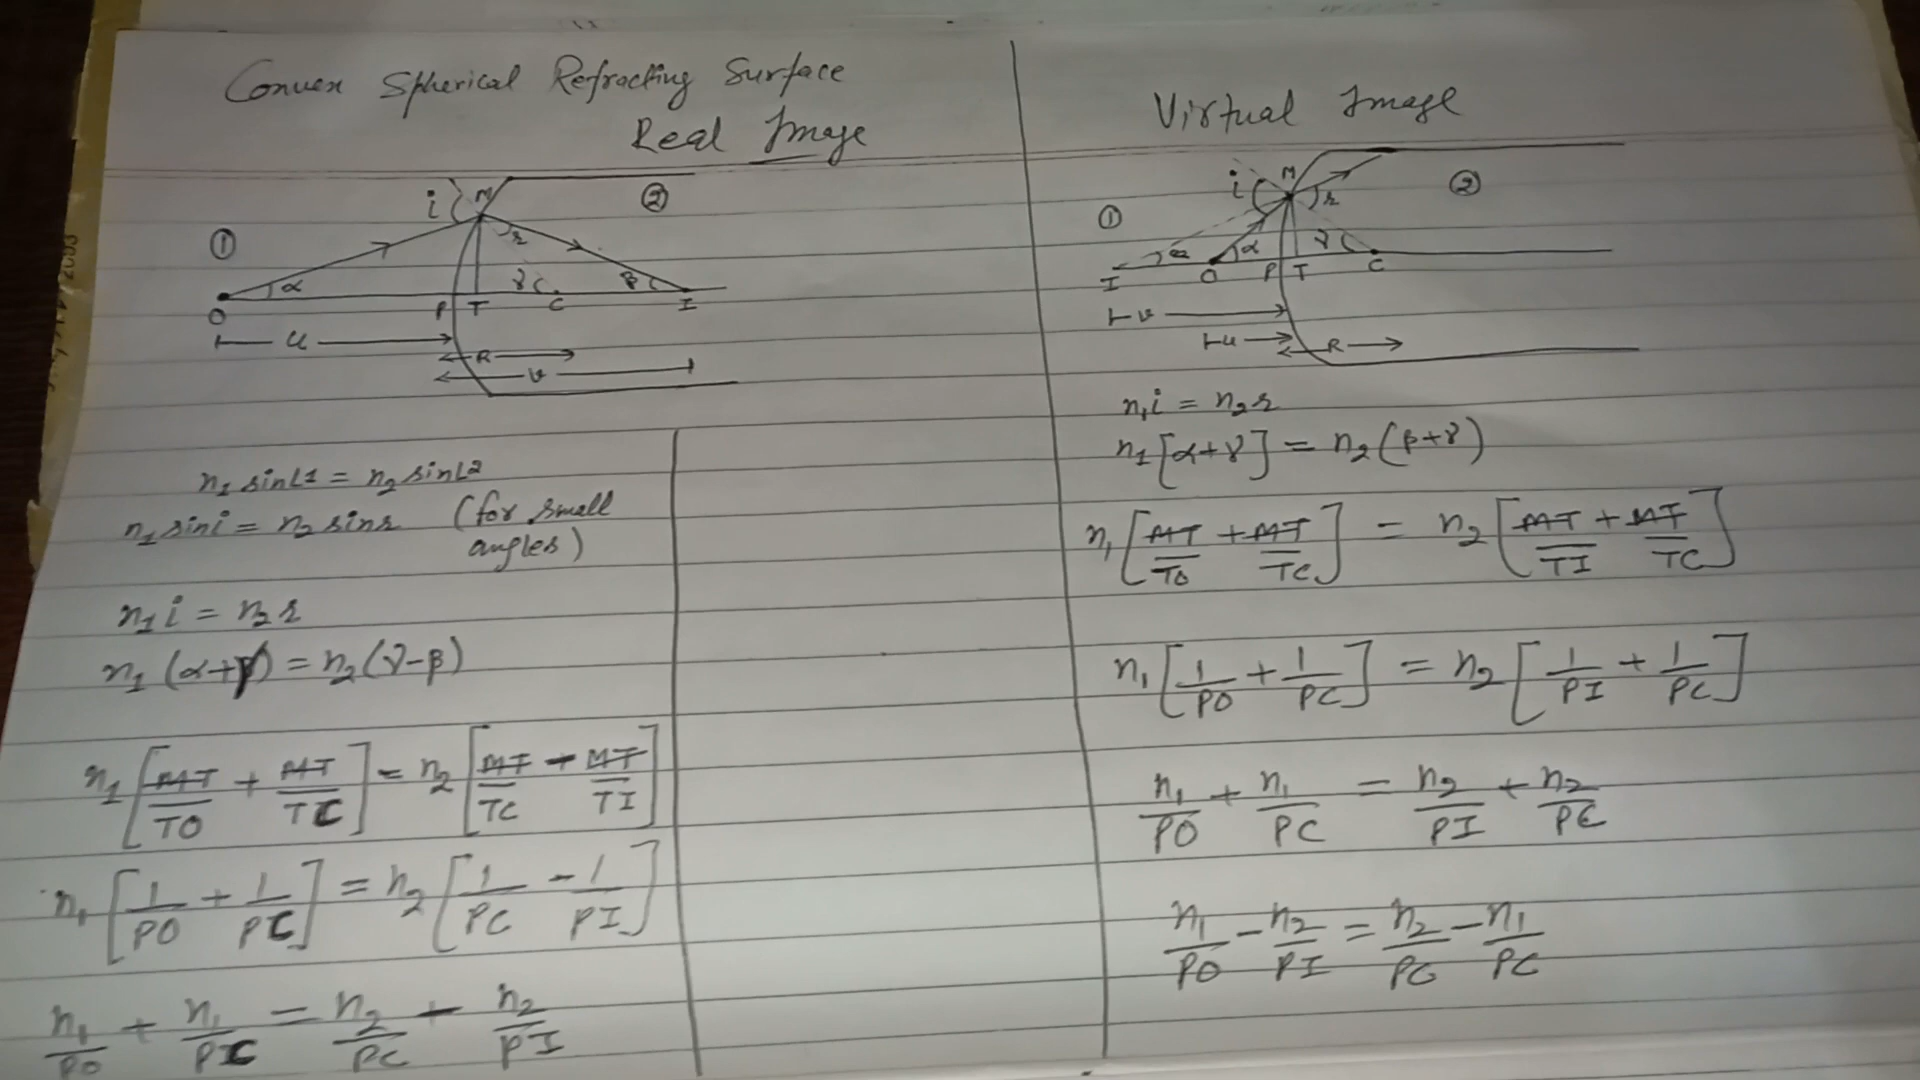 Convex Spherical Refracting Surface
Real Image
i
M
②
①
r
α
γ
β
O
P
T
C
I
u
R
v
n₁ sin∠1 = n₂ sin∠2
n₁ sin i = n₂ sin r (for small
angles)
n₁ i = n₂ r
n₁ (α+γ) = n₂ (γ-β)
n₁ [MT/TO + MT/TC] = n₂ [MT/TC - MT/TI]
n₁ [1/PO + 1/PC] = n₂ [1/PC - 1/PI]
n₁/PO + n₁/PC = n₂/PC - n₂/PI
Virtual Image
i
M
②
①
r
α
γ
I
O
P
T
C
v
u
R
n₁i = n₂r
n₁ [α+γ] = n₂ (β+γ)
n₁ [MT/TO + MT/TC] = n₂ [MT/TI + MT/TC]
n₁ [1/PO + 1/PC] = n₂ [1/PI + 1/PC]
n₁/PO + n₁/PC = n₂/PI + n₂/PC
n₁/PO - n₂/PI = n₂/PC - n₁/PC